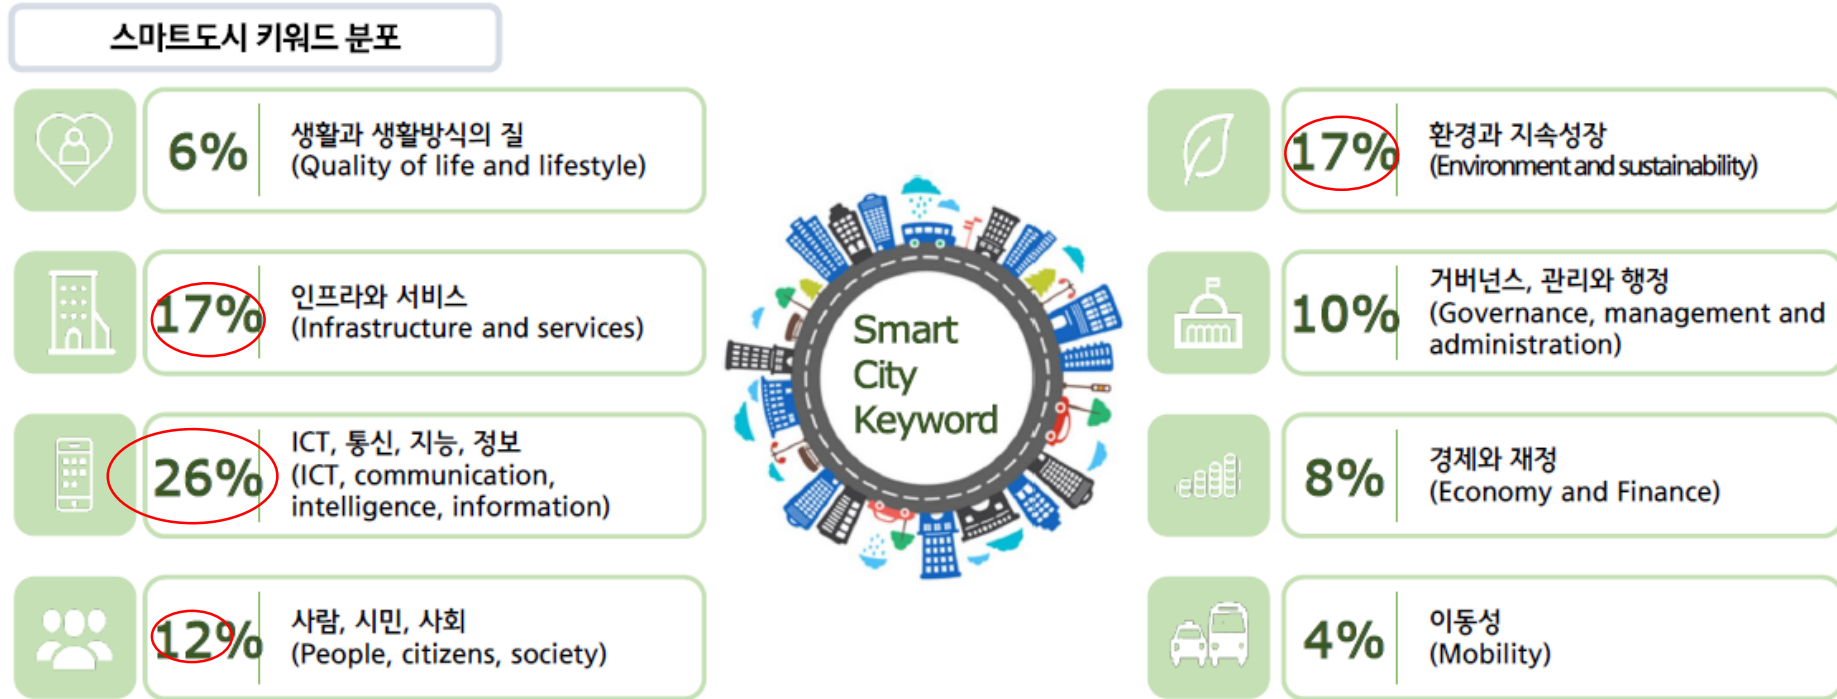 스마트도시 키워드 분포
6%
생활과 생활방식의 질
(Quality of life and lifestyle)
17%
인프라와 서비스
(Infrastructure and services)
26%
ICT, 통신, 지능, 정보
(ICT, communication,
intelligence, information)
12%
사람, 시민, 사회
(People, citizens, society)
Smart
City
Keyword
17%
환경과 지속성장
(Environment and sustainability)
10%
거버넌스, 관리와 행정
(Governance, management and
administration)
8%
경제와 재정
(Economy and Finance)
4%
이동성
(Mobility)